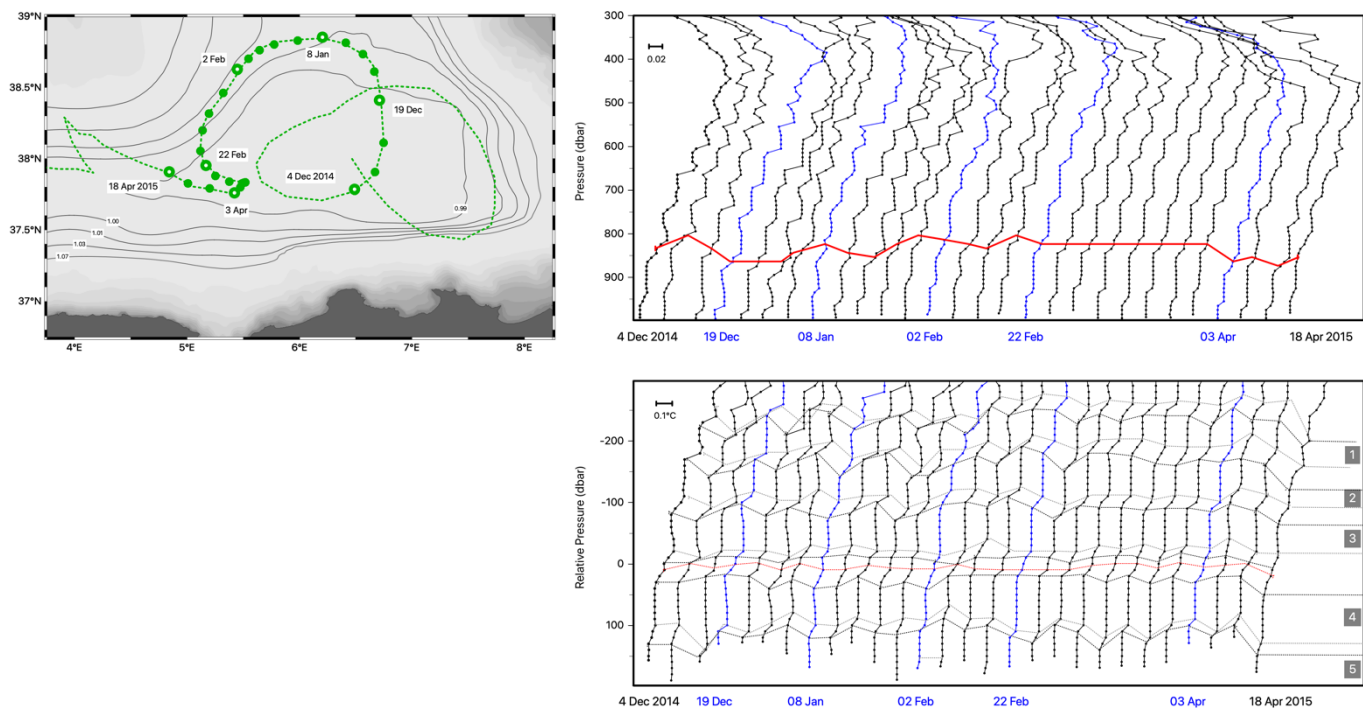 39°N
38.5°N
38°N
37.5°N
37°N
4°E
5°E
6°E
7°E
8°E
2 Feb
8 Jan
19 Dec
22 Feb
4 Dec 2014
18 Apr 2015
3 Apr
0.99
1.00
1.01
1.03
1.07
300
400
500
600
700
800
900
Pressure (dbar)
0.02
4 Dec 2014
19 Dec
08 Jan
02 Feb
22 Feb
03 Apr
18 Apr 2015
-200
-100
0
100
Relative Pressure (dbar)
0.1°C
1
2
3
4
5
4 Dec 2014
19 Dec
08 Jan
02 Feb
22 Feb
03 Apr
18 Apr 2015